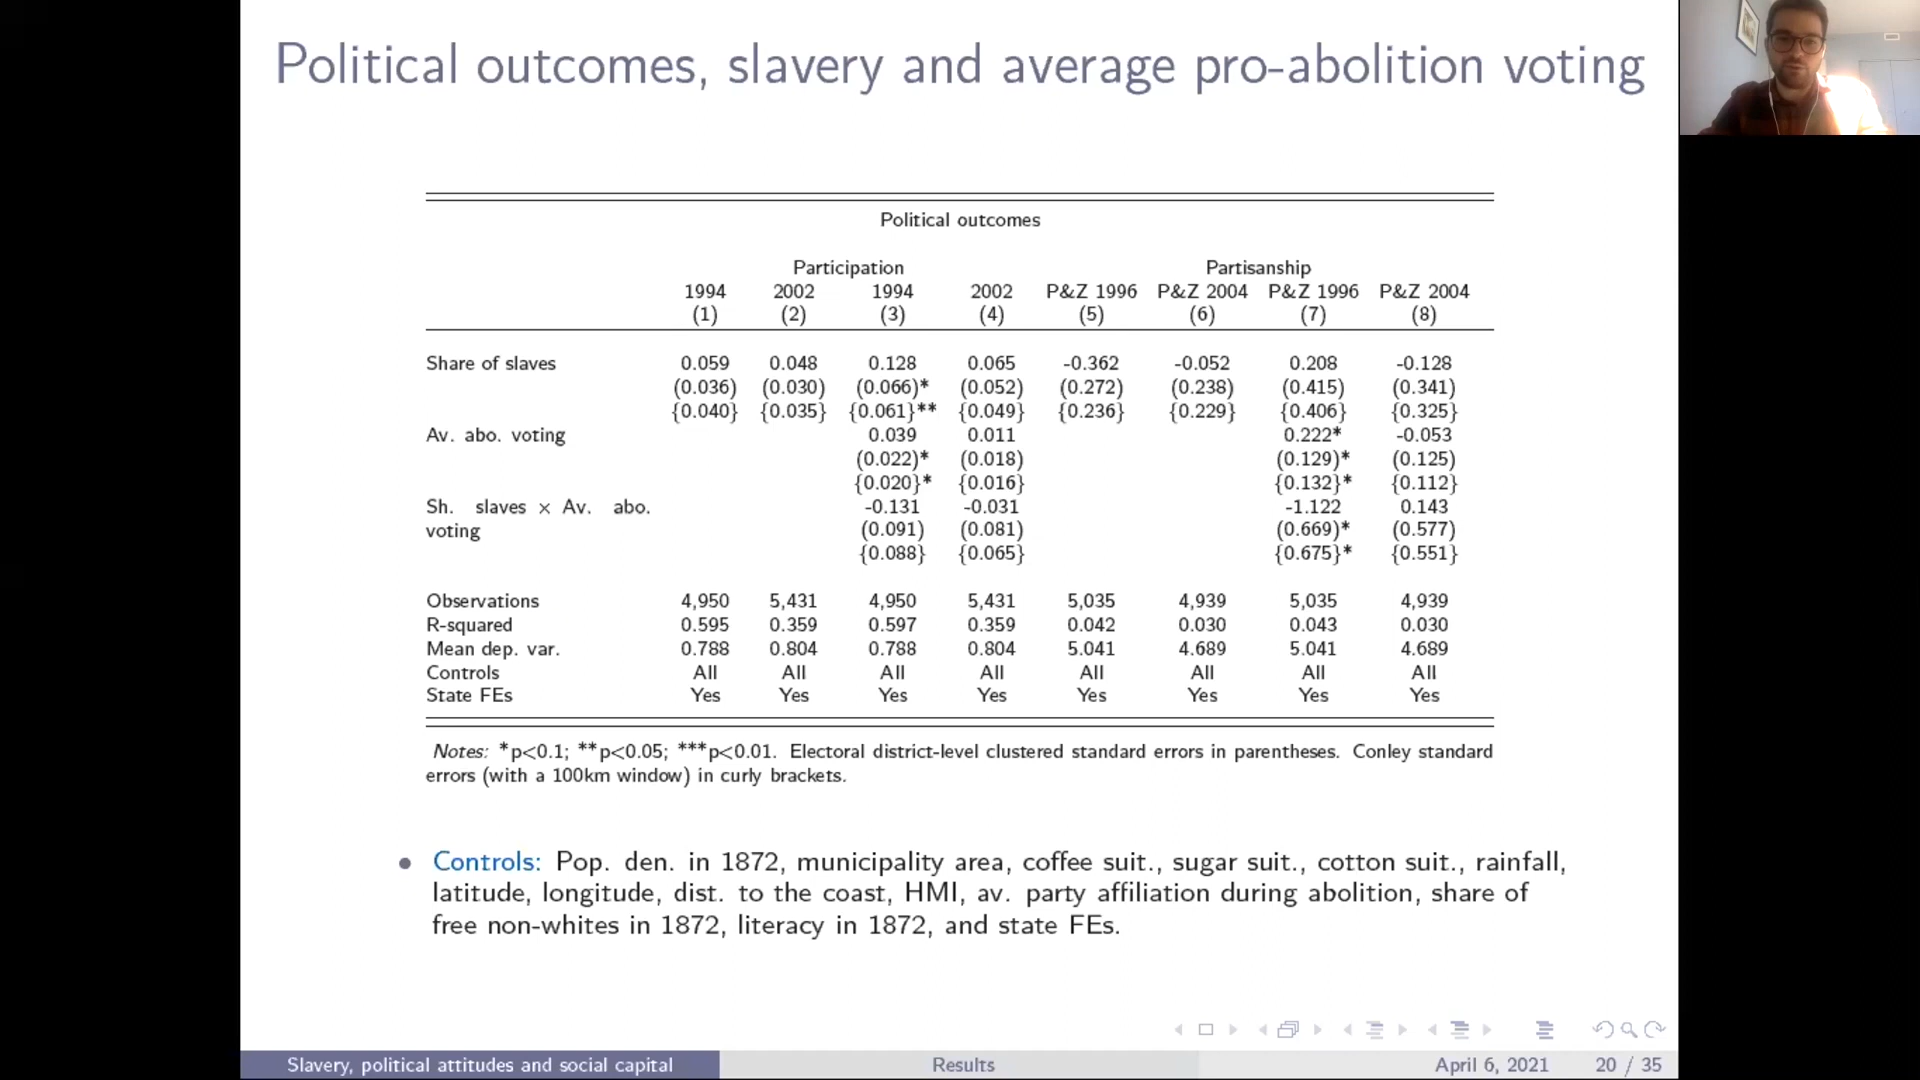 Political outcomes, slavery and average pro-abolition voting
Political outcomes
Participation Partisanship
1994 2002 1994 2002 P&Z 1996 P&Z 2004 P&Z 1996 P&Z 2004
(1) (2) (3) (4) (5) (6) (7) (8)
Share of slaves 0.059 0.048 0.128 0.065 -0.362 -0.052 0.208 -0.128
(0.036) (0.030) (0.066)* (0.052) (0.272) (0.238) (0.415) (0.341)
{0.040} {0.035} {0.061}** {0.049} {0.236} {0.229} {0.406} {0.325}
Av. abo. voting 0.039 0.011 0.222* -0.053
(0.022)* (0.018) (0.129)* (0.125)
{0.020}* {0.016} {0.132}* {0.112}
Sh. slaves × Av. abo. -0.131 -0.031 -1.122 0.143
voting (0.091) (0.081) (0.669)* (0.577)
{0.088} {0.065} {0.675}* {0.551}
Observations 4,950 5,431 4,950 5,431 5,035 4,939 5,035 4,939
R-squared 0.595 0.359 0.597 0.359 0.042 0.030 0.043 0.030
Mean dep. var. 0.788 0.804 0.788 0.804 5.041 4.689 5.041 4.689
Controls All All All All All All All All
State FEs Yes Yes Yes Yes Yes Yes Yes Yes
Notes: *p<0.1; **p<0.05; ***p<0.01. Electoral district-level clustered standard errors in parentheses. Conley standard
errors (with a 100km window) in curly brackets.
• Controls: Pop. den. in 1872, municipality area, coffee suit., sugar suit., cotton suit., rainfall,
latitude, longitude, dist. to the coast, HMI, av. party affiliation during abolition, share of
free non-whites in 1872, literacy in 1872, and state FEs.
Slavery, political attitudes and social capital Results April 6, 2021 20 / 35